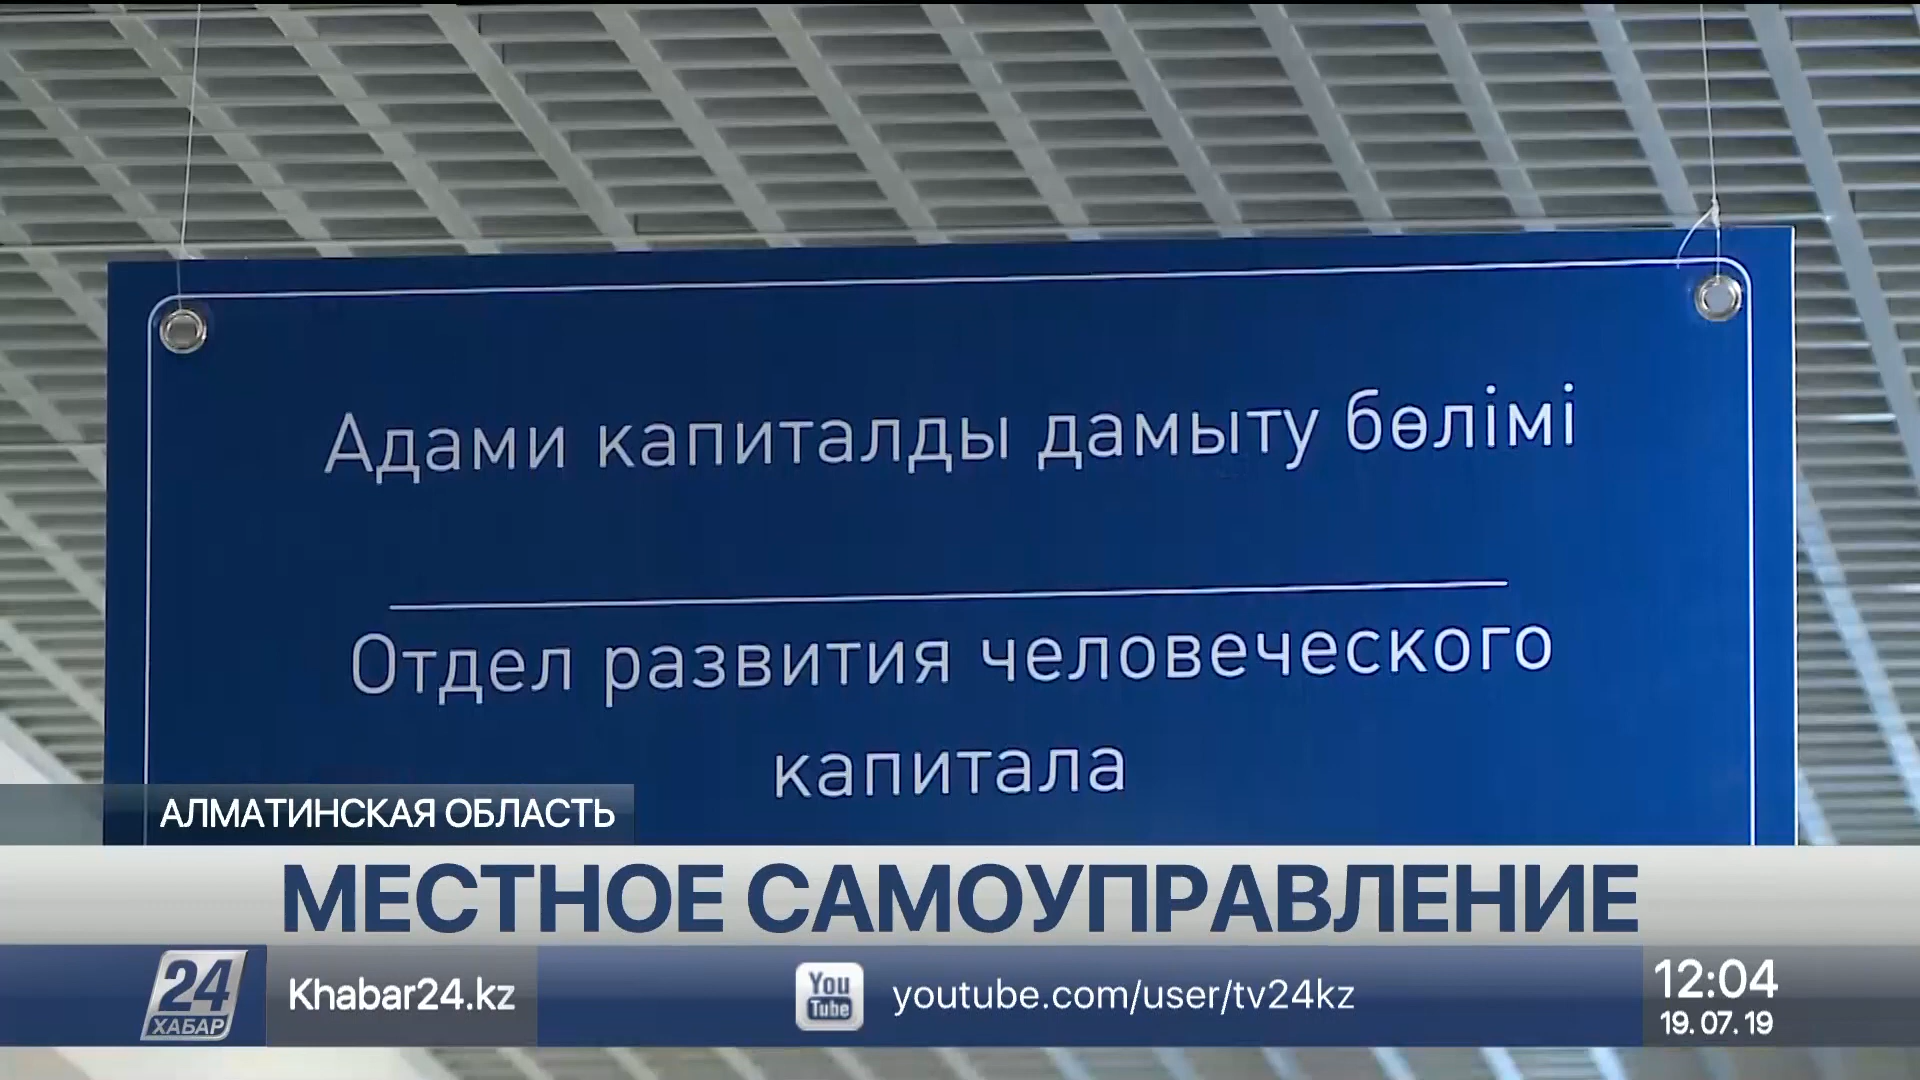 Адами капиталды дамыту бөлімі
Отдел развития человеческого
капитала
АЛМАТИНСКАЯ ОБЛАСТЬ
МЕСТНОЕ САМОУПРАВЛЕНИЕ
24
ХАБАР
Khabar24.kz
You
Tube
youtube.com/user/tv24kz
12:04
19.07.19